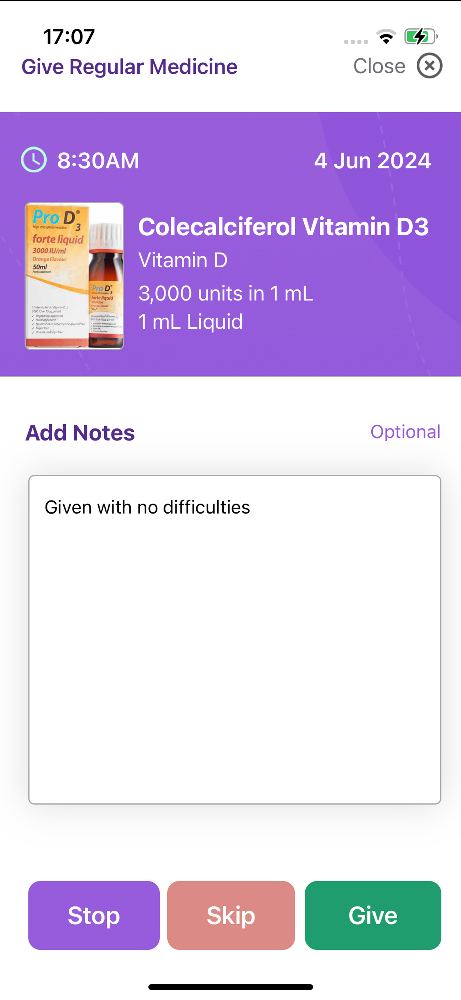 17:07
Give Regular Medicine
Close
8:30AM
4 Jun 2024
Pro D3®
high strength formulation
forte liquid
3000 IU/ml
Orange Flavour
50ml
Food Supplement
Cholecalciferol (Vitamin D3)
3000 IU or 75µg per ml
✓ Vegetarian approved
✓ Halal approved
✓ No alcohol or polyethylene glycol (PEG)
✓ Sugar free
✓ Peanut and Soya free
Pro D3®
forte liquid
3000 IU/ml
Orange Flavour
50ml
Colecalciferol Vitamin D3
Vitamin D
3,000 units in 1 mL
1 mL Liquid
Add Notes
Optional
Given with no difficulties
Stop
Skip
Give